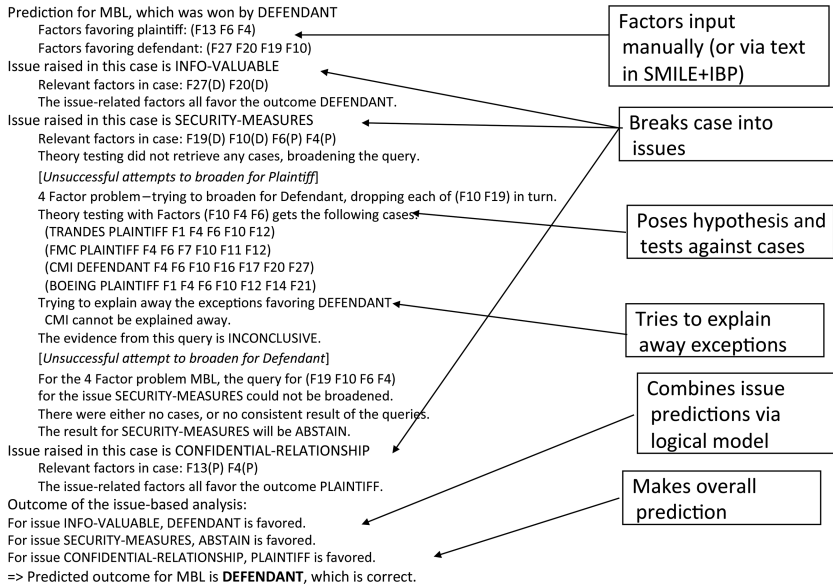 Prediction for MBL, which was won by DEFENDANT
Factors favoring plaintiff: (F13 F6 F4)
Factors favoring defendant: (F27 F20 F19 F10)
Issue raised in this case is INFO-VALUABLE
Relevant factors in case: F27(D) F20(D)
The issue-related factors all favor the outcome DEFENDANT.
Issue raised in this case is SECURITY-MEASURES
Relevant factors in case: F19(D) F10(D) F6(P) F4(P)
Theory testing did not retrieve any cases, broadening the query.
[Unsuccessful attempts to broaden for Plaintiff]
4 Factor problem—trying to broaden for Defendant, dropping each of (F10 F19) in turn.
Theory testing with Factors (F10 F4 F6) gets the following cases:
(TRANDES PLAINTIFF F1 F4 F6 F10 F12)
(FMC PLAINTIFF F4 F6 F7 F10 F11 F12)
(CMI DEFENDANT F4 F6 F10 F16 F17 F20 F27)
(BOEING PLAINTIFF F1 F4 F6 F10 F12 F14 F21)
Trying to explain away the exceptions favoring DEFENDANT
CMI cannot be explained away.
The evidence from this query is INCONCLUSIVE.
[Unsuccessful attempt to broaden for Defendant]
For the 4 Factor problem MBL, the query for (F19 F10 F6 F4)
for the issue SECURITY-MEASURES could not be broadened.
There were either no cases, or no consistent result of the queries.
The result for SECURITY-MEASURES will be ABSTAIN.
Issue raised in this case is CONFIDENTIAL-RELATIONSHIP
Relevant factors in case: F13(P) F4(P)
The issue-related factors all favor the outcome PLAINTIFF.
Outcome of the issue-based analysis:
For issue INFO-VALUABLE, DEFENDANT is favored.
For issue SECURITY-MEASURES, ABSTAIN is favored.
For issue CONFIDENTIAL-RELATIONSHIP, PLAINTIFF is favored.
=> Predicted outcome for MBL is DEFENDANT, which is correct.
Factors input
manually (or via text
in SMILE+IBP)
Breaks case into
issues
Poses hypothesis and
tests against cases
Tries to explain
away exceptions
Combines issue
predictions via
logical model
Makes overall
prediction